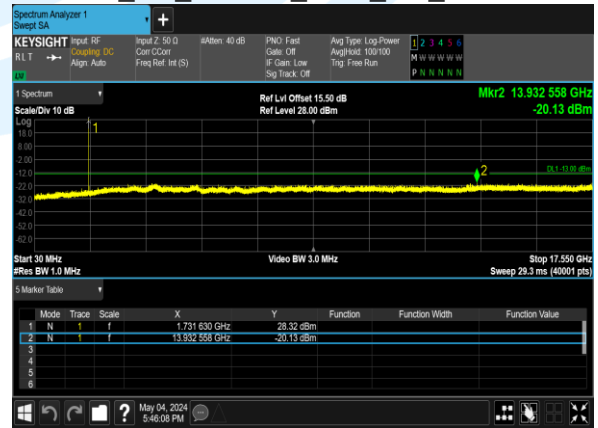 Spectrum Analyzer 1
Swept SA
KEYSIGHT
R L T
LW
Input: RF
Coupling: DC
Align: Auto
Input Z: 50 Ω
Corr CCorr
Freq Ref: Int (S)
#Atten: 40 dB
PNO: Fast
Gate: Off
IF Gain: Low
Sig Track: Off
Avg Type: Log-Power
Avg|Hold: 100/100
Trig: Free Run
1 2 3 4 5 6
M W W W W W
P N N N N N
1 Spectrum
Scale/Div 10 dB
Ref Lvl Offset 15.50 dB
Ref Level 28.00 dBm
Mkr2 13.932 558 GHz
-20.13 dBm
Log
18.0
8.00
-2.00
-12.0
-22.0
-32.0
-42.0
-52.0
-62.0
1
2
DL1 -13.00 dBm
Start 30 MHz
#Res BW 1.0 MHz
Video BW 3.0 MHz
Stop 17.550 GHz
Sweep 29.3 ms (40001 pts)
5 Marker Table
Mode Trace Scale X Y Function Function Width Function Value
1 N 1 f 1.731 630 GHz 28.32 dBm
2 N 1 f 13.932 558 GHz -20.13 dBm
3
4
5
6
?
May 04, 2024
5:46:08 PM